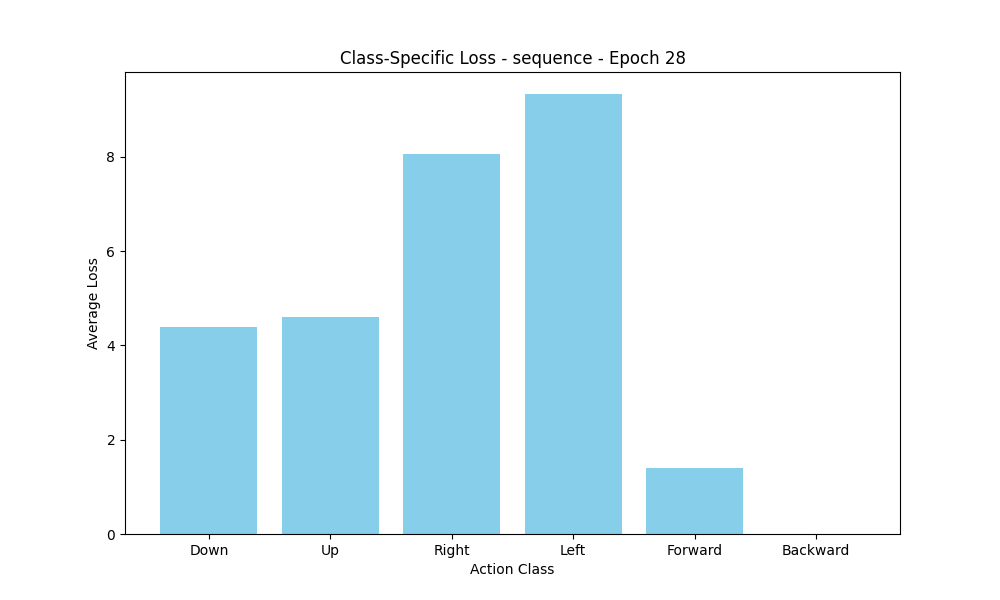 Class-Specific Loss - sequence - Epoch 28
Average Loss
8
6
4
2
0
Down Up Right Left Forward Backward
Action Class